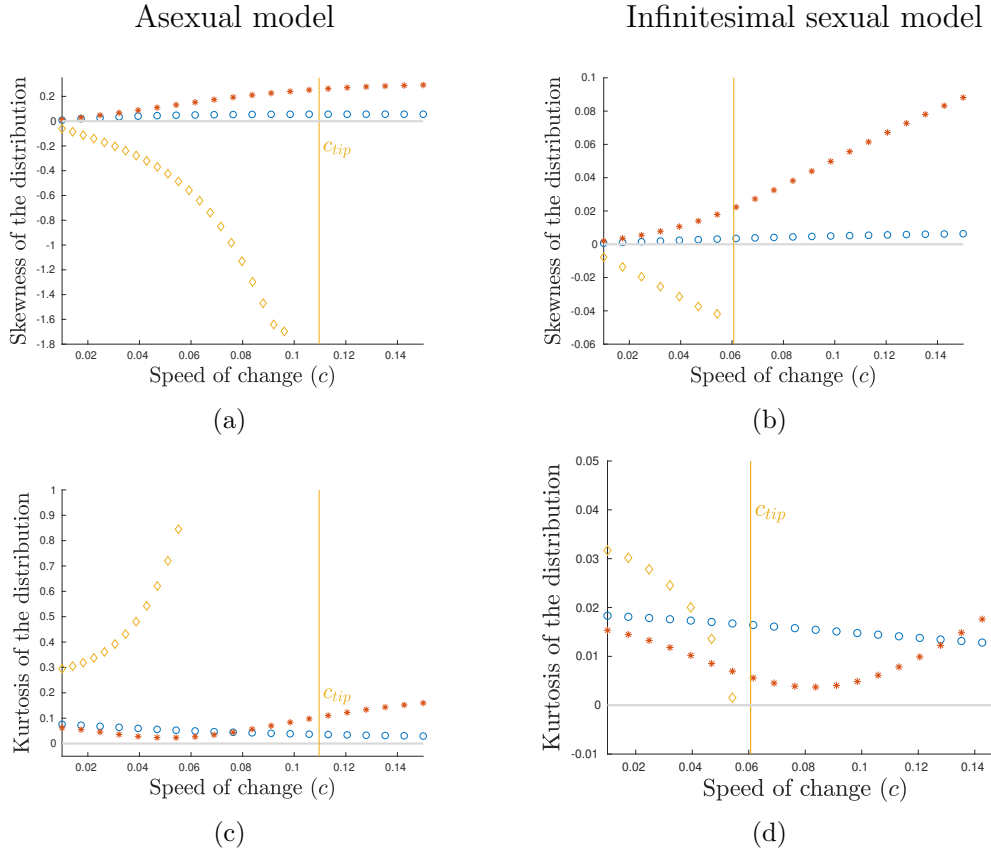 Asexual model
Infinitesimal sexual model
Skewness of the distribution
0.2
0
-0.2
-0.4
-0.6
-0.8
-1
-1.2
-1.4
-1.6
-1.8
c_tip
0.02 0.04 0.06 0.08 0.1 0.12 0.14
Speed of change (c)
(a)
Skewness of the distribution
0.1
0.08
0.06
0.04
0.02
0
-0.02
-0.04
-0.06
0.02 0.04 0.06 0.08 0.1 0.12 0.14
Speed of change (c)
(b)
Kurtosis of the distribution
1
0.9
0.8
0.7
0.6
0.5
0.4
0.3
0.2
0.1
0
c_tip
0.02 0.04 0.06 0.08 0.1 0.12 0.14
Speed of change (c)
(c)
Kurtosis of the distribution
0.05
0.04
0.03
0.02
0.01
0
-0.01
c_tip
0.02 0.04 0.06 0.08 0.1 0.12 0.14
Speed of change (c)
(d)